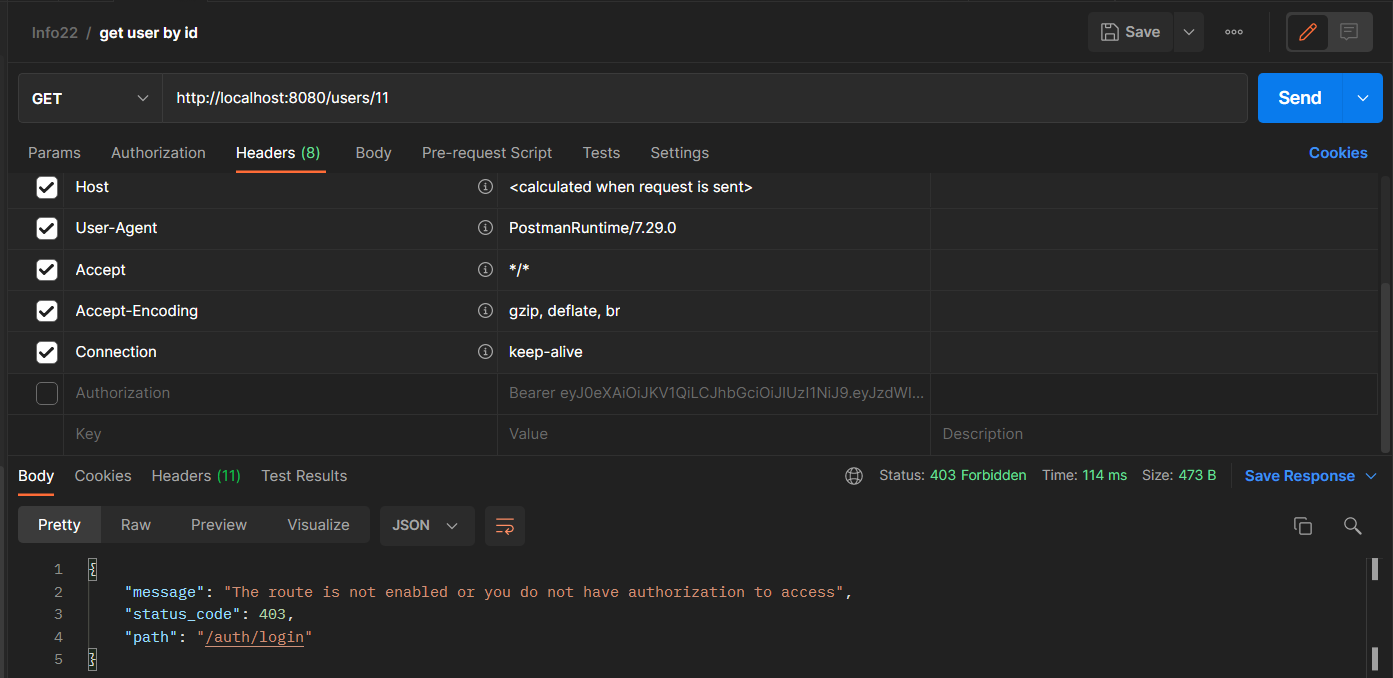 Info22 / get user by id
Save
GET
http://localhost:8080/users/11
Send
Params Authorization Headers (8) Body Pre-request Script Tests Settings Cookies
Host <calculated when request is sent>
User-Agent PostmanRuntime/7.29.0
Accept */*
Accept-Encoding gzip, deflate, br
Connection keep-alive
Authorization Bearer eyJ0eXAiOiJKV1QiLCJhbGciOiJIUzI1NiJ9.eyJzdWI...
Key Value Description
Body Cookies Headers (11) Test Results Status: 403 Forbidden Time: 114 ms Size: 473 B Save Response
Pretty Raw Preview Visualize JSON
1 {
2 "message": "The route is not enabled or you do not have authorization to access",
3 "status_code": 403,
4 "path": "/auth/login"
5 }